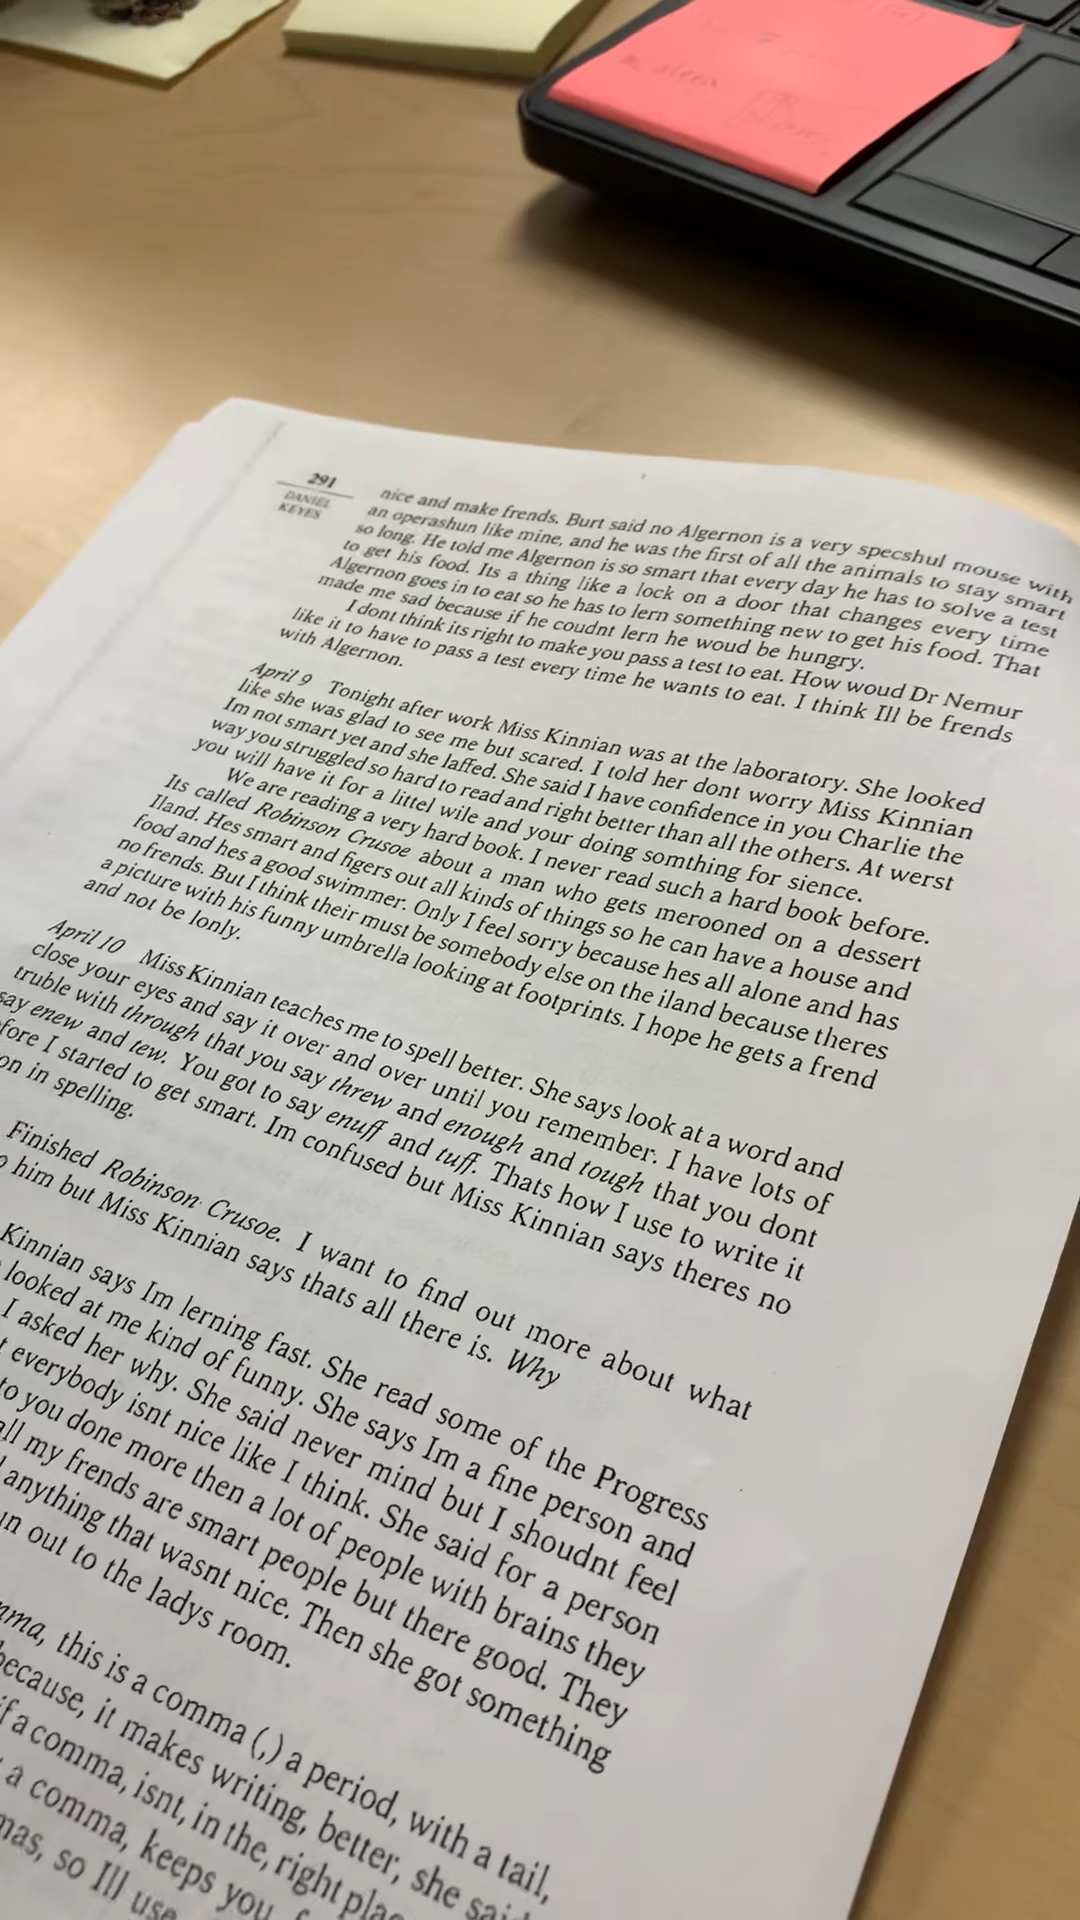 291
DANIEL
KEYES
nice and make frends. Burt said no Algernon is a very specshul mouse with
an operashun like mine, and he was the first of all the animals to stay smart
so long. He told me Algernon is so smart that every day he has to solve a test
to get his food. Its a thing like a lock on a door that changes every time
Algernon goes in to eat so he has to lern something new to get his food. That
made me sad because if he coudnt lern he woud be hungry.
I dont think its right to make you pass a test to eat. How woud Dr Nemur
like it to have to pass a test every time he wants to eat. I think Ill be frends
with Algernon.
April 9 Tonight after work Miss Kinnian was at the laboratory. She looked
like she was glad to see me but scared. I told her dont worry Miss Kinnian
Im not smart yet and she laffed. She said I have confidence in you Charlie the
way you struggled so hard to read and right better than all the others. At werst
you will have it for a littel wile and your doing somthing for sience.
We are reading a very hard book. I never read such a hard book before.
Its called Robinson Crusoe about a man who gets merooned on a dessert
Iland. Hes smart and figers out all kinds of things so he can have a house and
food and hes a good swimmer. Only I feel sorry because hes all alone and has
no frends. But I think their must be somebody else on the iland because theres
a picture with his funny umbrella looking at footprints. I hope he gets a frend
and not be lonly.
April 10 Miss Kinnian teaches me to spell better. She says look at a word and
close your eyes and say it over and over until you remember. I have lots of
truble with through that you say threw and enough and tough that you dont
say enew and tew. You got to say enuff and tuff. Thats how I use to write it
fore I started to get smart. Im confused but Miss Kinnian says theres no
on in spelling.
Finished Robinson Crusoe. I want to find out more about what
o him but Miss Kinnian says thats all there is. Why
Kinnian says Im lerning fast. She read some of the Progress
looked at me kind of funny. She says Im a fine person and
I asked her why. She said never mind but I shoudnt feel
t everybody isnt nice like I think. She said for a person
to you done more then a lot of people with brains they
all my frends are smart people but there good. They
anything that wasnt nice. Then she got something
un out to the ladys room.
mma, this is a comma (,) a period, with a tail,
because, it makes writing, better, she said
if a comma, isnt, in the, right plac
a comma, keeps you
mas, so Ill use